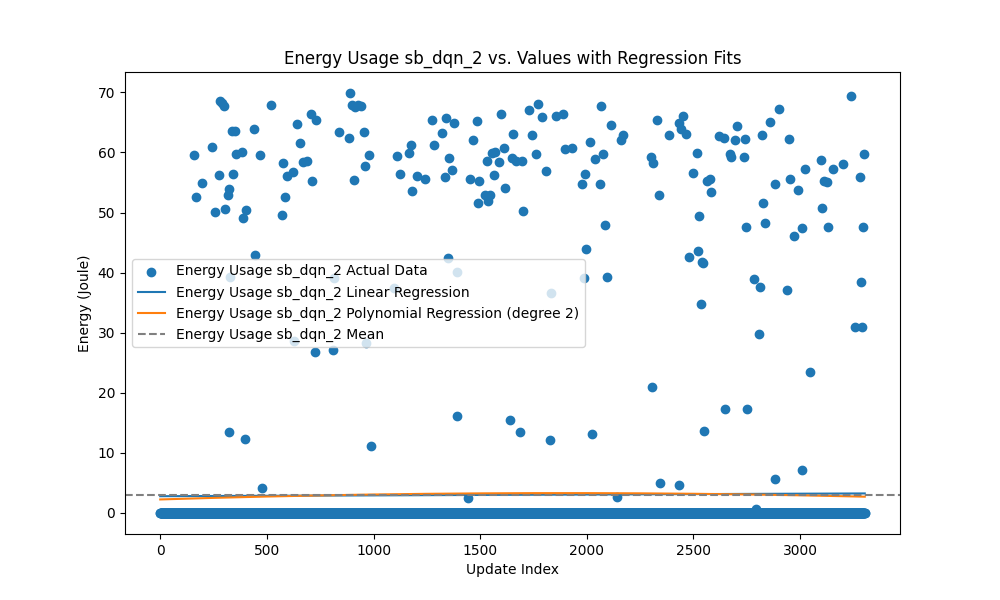 Energy Usage sb_dqn_2 vs. Values with Regression Fits
Energy (Joule)
70
60
50
40
30
20
10
0
Energy Usage sb_dqn_2 Actual Data
Energy Usage sb_dqn_2 Linear Regression
Energy Usage sb_dqn_2 Polynomial Regression (degree 2)
Energy Usage sb_dqn_2 Mean
0 500 1000 1500 2000 2500 3000
Update Index